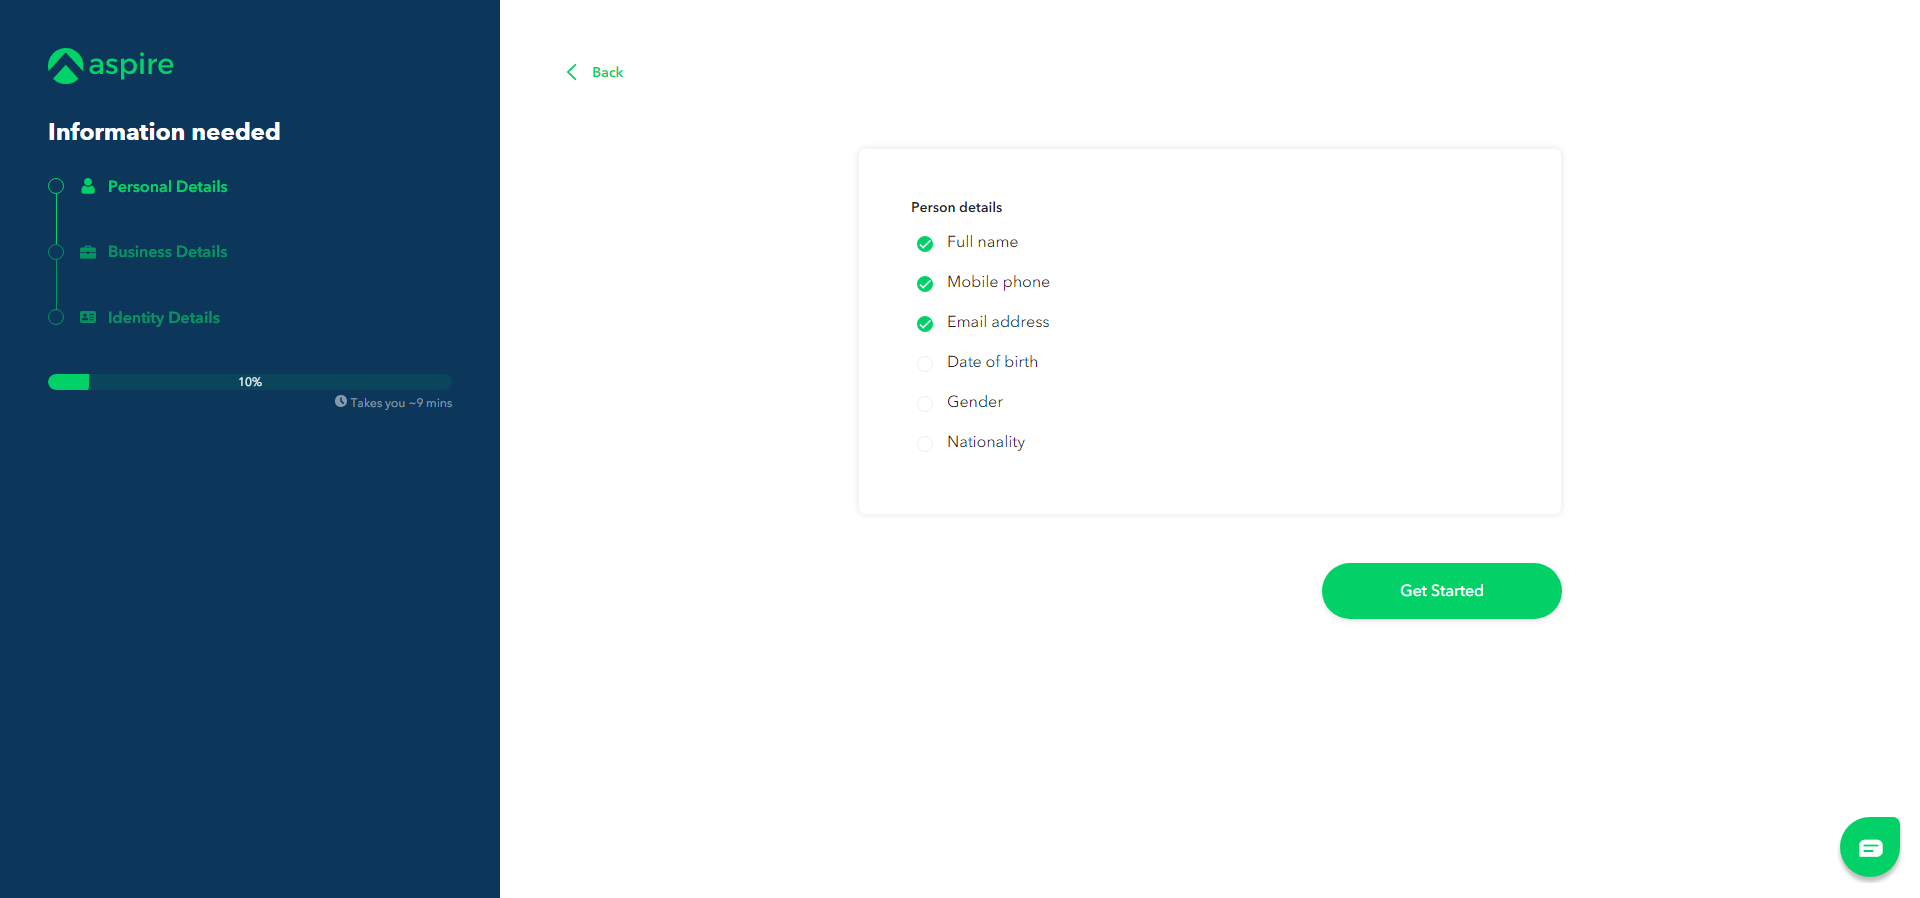 aspire
Information needed
Personal Details
Business Details
Identity Details
10%
Takes you ~9 mins
Back
Person details
Full name
Mobile phone
Email address
Date of birth
Gender
Nationality
Get Started